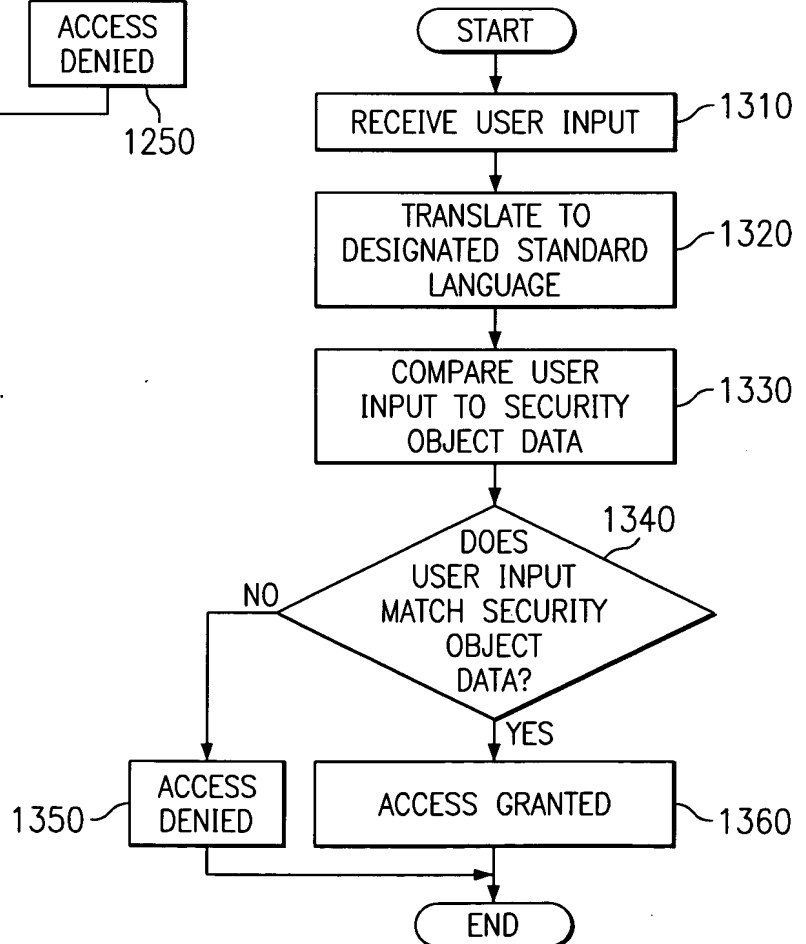 ACCESS
DENIED
1250
START
RECEIVE USER INPUT
1310
TRANSLATE TO
DESIGNATED STANDARD
LANGUAGE
1320
COMPARE USER
INPUT TO SECURITY
OBJECT DATA
1330
1340
DOES
USER INPUT
MATCH SECURITY
OBJECT
DATA?
NO
YES
ACCESS
DENIED
1350
ACCESS GRANTED
1360
END